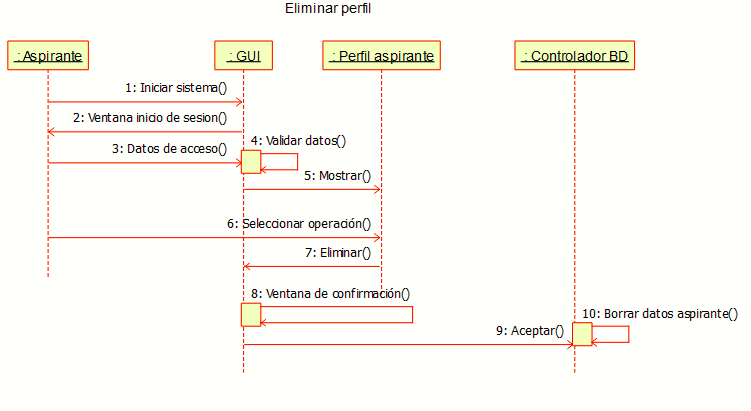 Eliminar perfil
: Aspirante
: GUI
: Perfil aspirante
: Controlador BD
1: Iniciar sistema()
2: Ventana inicio de sesion()
3: Datos de acceso()
4: Validar datos()
5: Mostrar()
6: Seleccionar operación()
7: Eliminar()
8: Ventana de confirmación()
9: Aceptar()
10: Borrar datos aspirante()